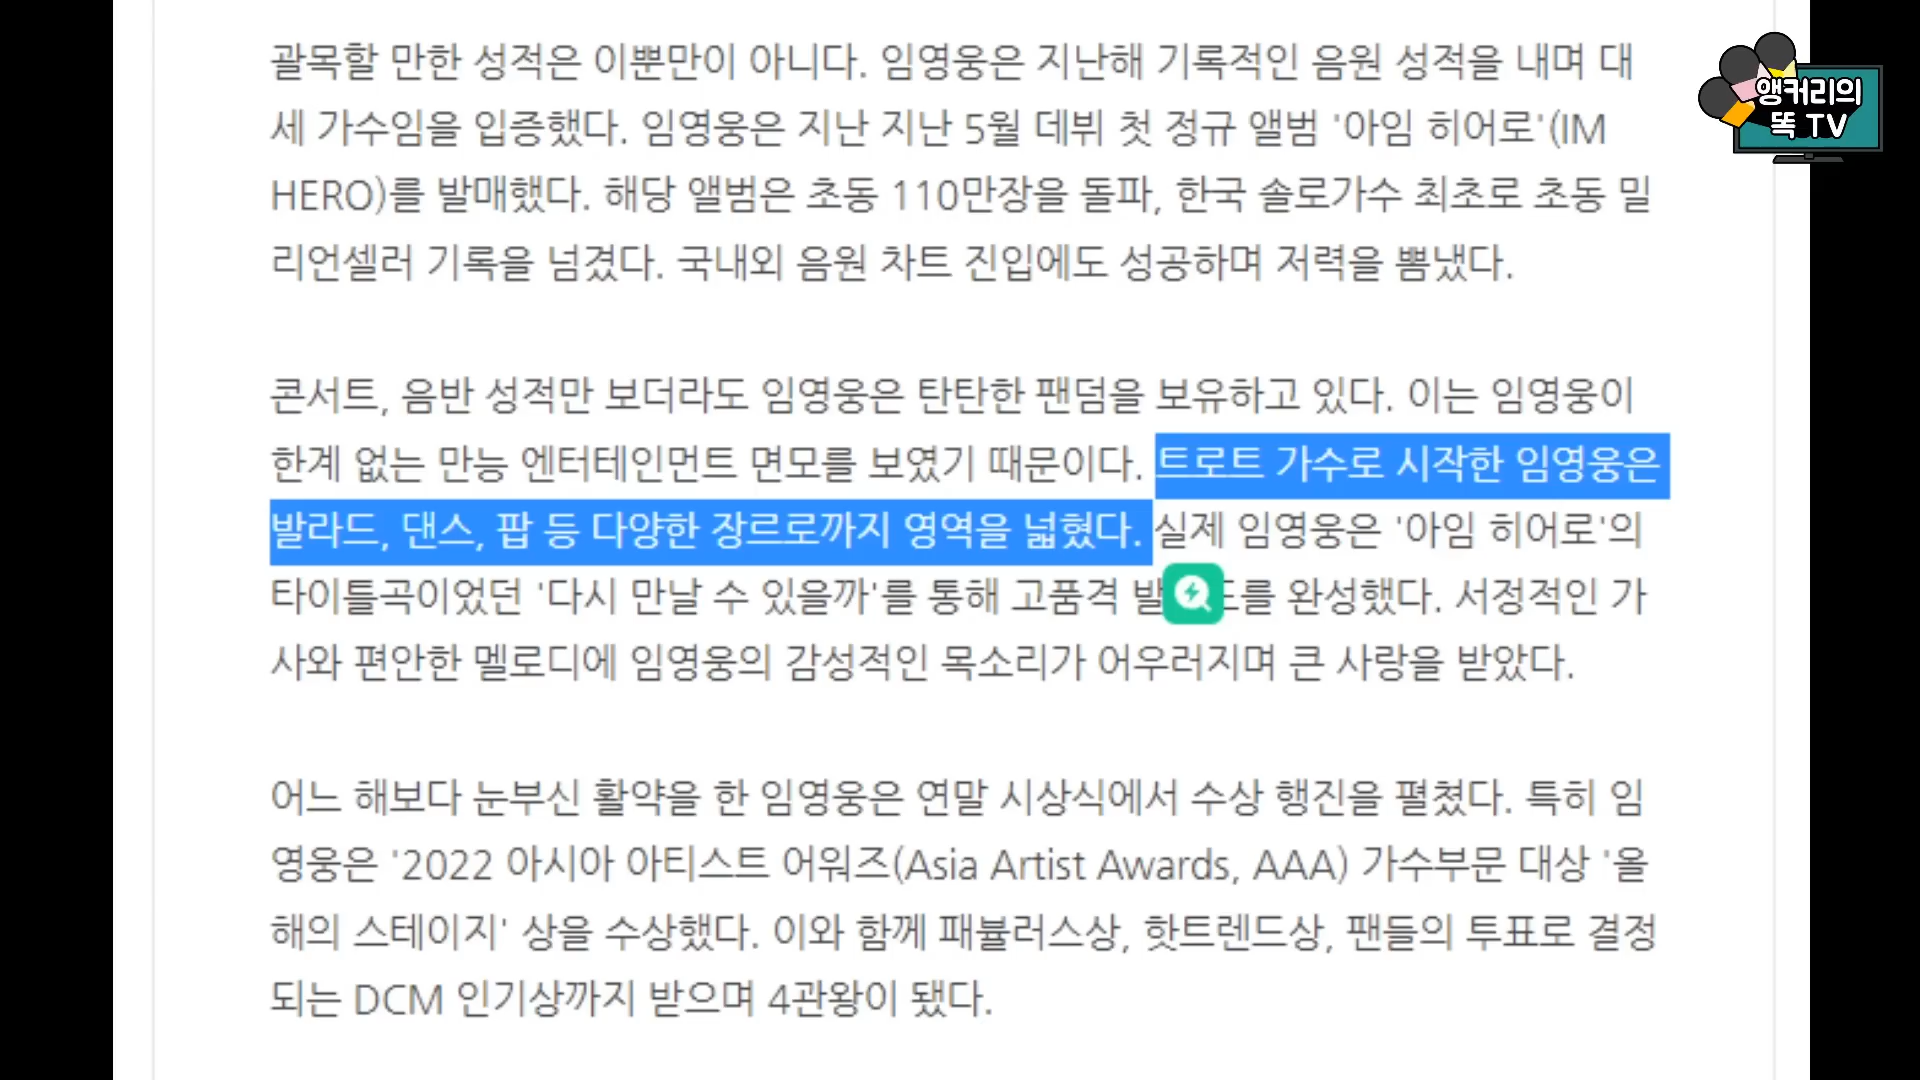 괄목할 만한 성적은 이뿐만이 아니다. 임영웅은 지난해 기록적인 음원 성적을 내며 대
세 가수임을 입증했다. 임영웅은 지난 지난 5월 데뷔 첫 정규 앨범 '아임 히어로'(IM
HERO)를 발매했다. 해당 앨범은 초동 110만장을 돌파, 한국 솔로가수 최초로 초동 밀
리언셀러 기록을 넘겼다. 국내외 음원 차트 진입에도 성공하며 저력을 뽐냈다.
콘서트, 음반 성적만 보더라도 임영웅은 탄탄한 팬덤을 보유하고 있다. 이는 임영웅이
한계 없는 만능 엔터테인먼트 면모를 보였기 때문이다. 트로트 가수로 시작한 임영웅은
발라드, 댄스, 팝 등 다양한 장르로까지 영역을 넓혔다. 실제 임영웅은 '아임 히어로'의
타이틀곡이었던 '다시 만날 수 있을까'를 통해 고품격 완성했다. 서정적인 가
사와 편안한 멜로디에 임영웅의 감성적인 목소리가 어우러지며 큰 사랑을 받았다.
어느 해보다 눈부신 활약을 한 임영웅은 연말 시상식에서 수상 행진을 펼쳤다. 특히 임
영웅은 '2022 아시아 아티스트 어워즈(Asia Artist Awards, AAA) 가수부문 대상 '올
해의 스테이지' 상을 수상했다. 이와 함께 패뷸러스상, 핫트렌드상, 팬들의 투표로 결정
되는 DCM 인기상까지 받으며 4관왕이 됐다.
앵커리의
똑 TV